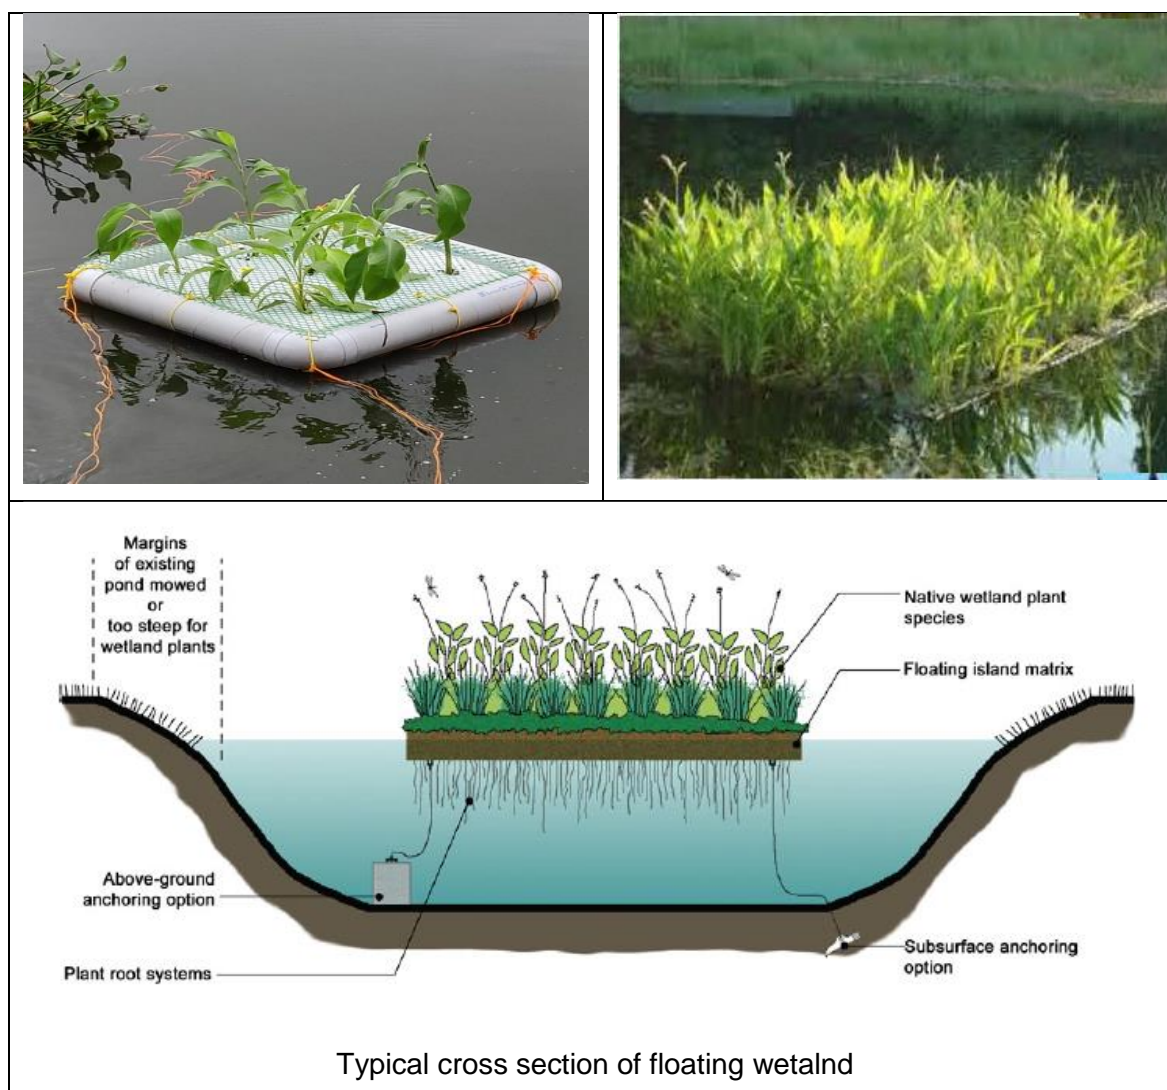 Margins
of existing
pond mowed
or
too steep for
wetland plants
Native wetland plant
species
Floating island matrix
Above-ground
anchoring option
Plant root systems
Subsurface anchoring
option
Typical cross section of floating wetalnd